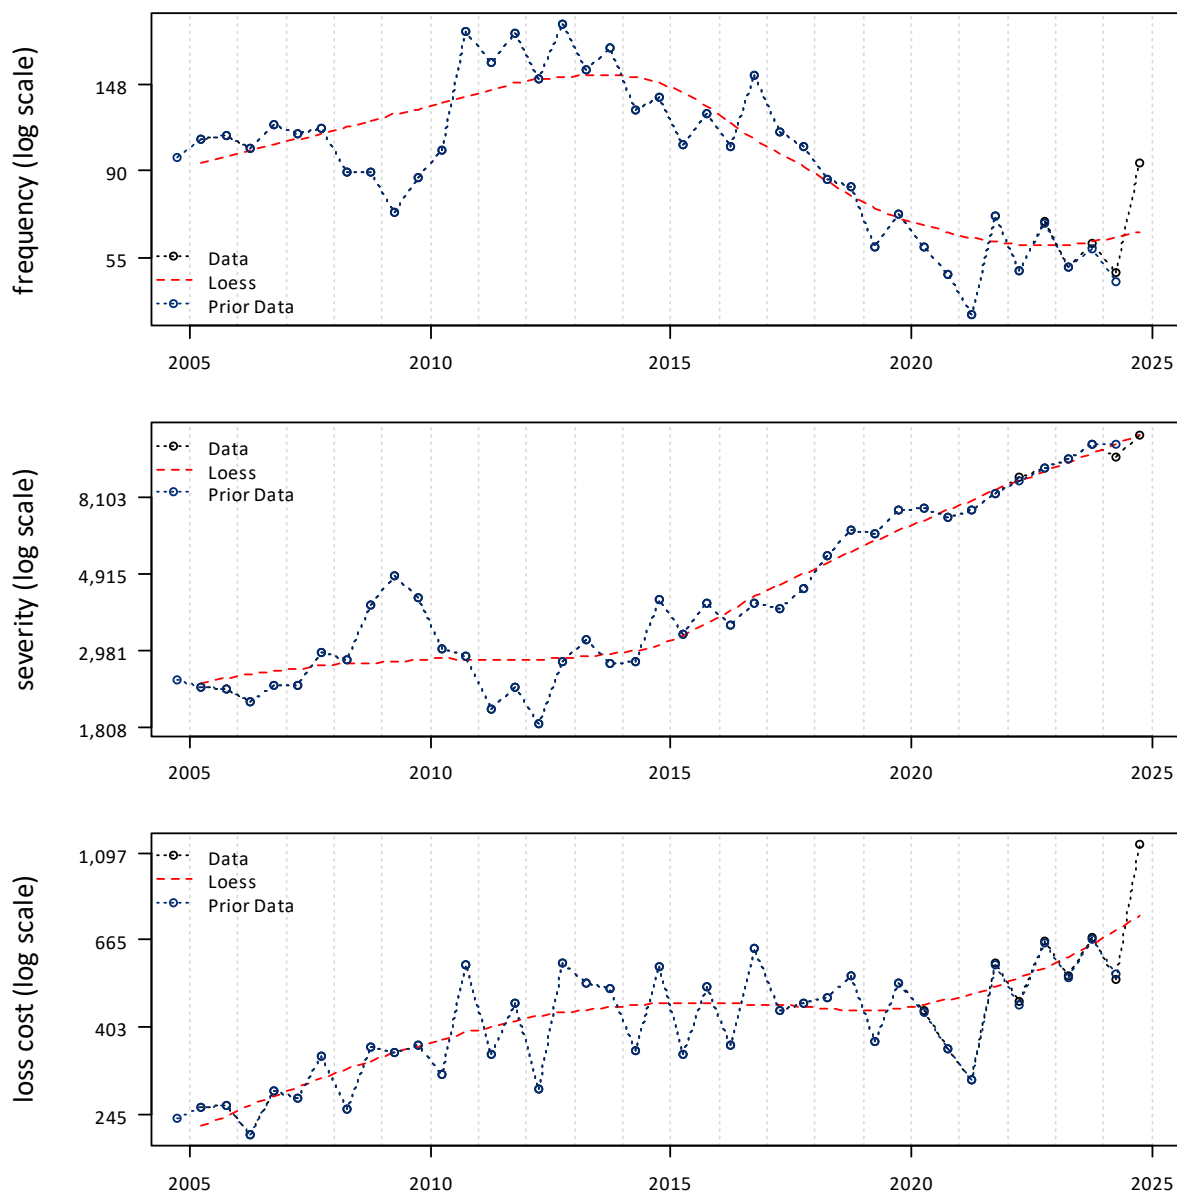 frequency (log scale)
148
90
55
Data
Loess
Prior Data
2005 2010 2015 2020 2025
severity (log scale)
8,103
4,915
2,981
1,808
Data
Loess
Prior Data
2005 2010 2015 2020 2025
loss cost (log scale)
1,097
665
403
245
Data
Loess
Prior Data
2005 2010 2015 2020 2025